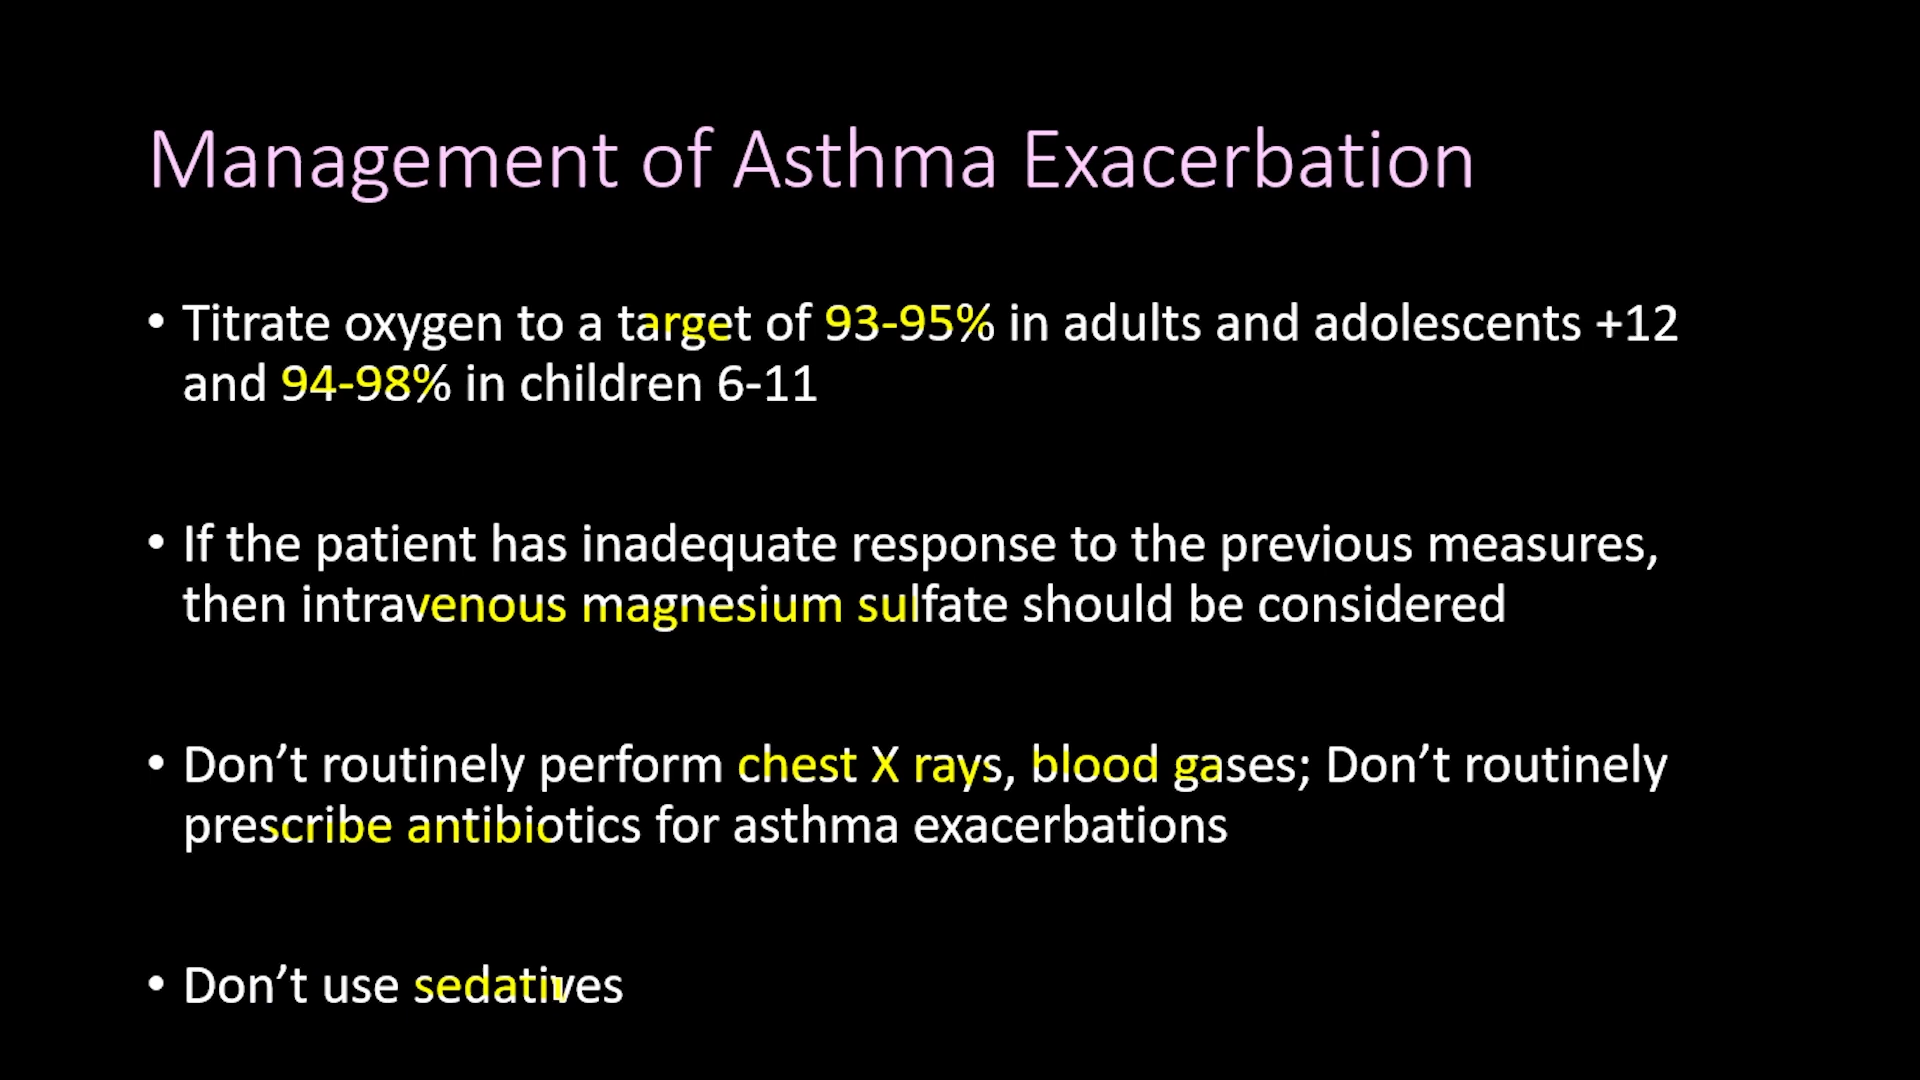 Management of Asthma Exacerbation
• Titrate oxygen to a target of 93-95% in adults and adolescents +12
and 94-98% in children 6-11
• If the patient has inadequate response to the previous measures,
then intravenous magnesium sulfate should be considered
• Don’t routinely perform chest X rays, blood gases; Don’t routinely
prescribe antibiotics for asthma exacerbations
• Don’t use sedatives